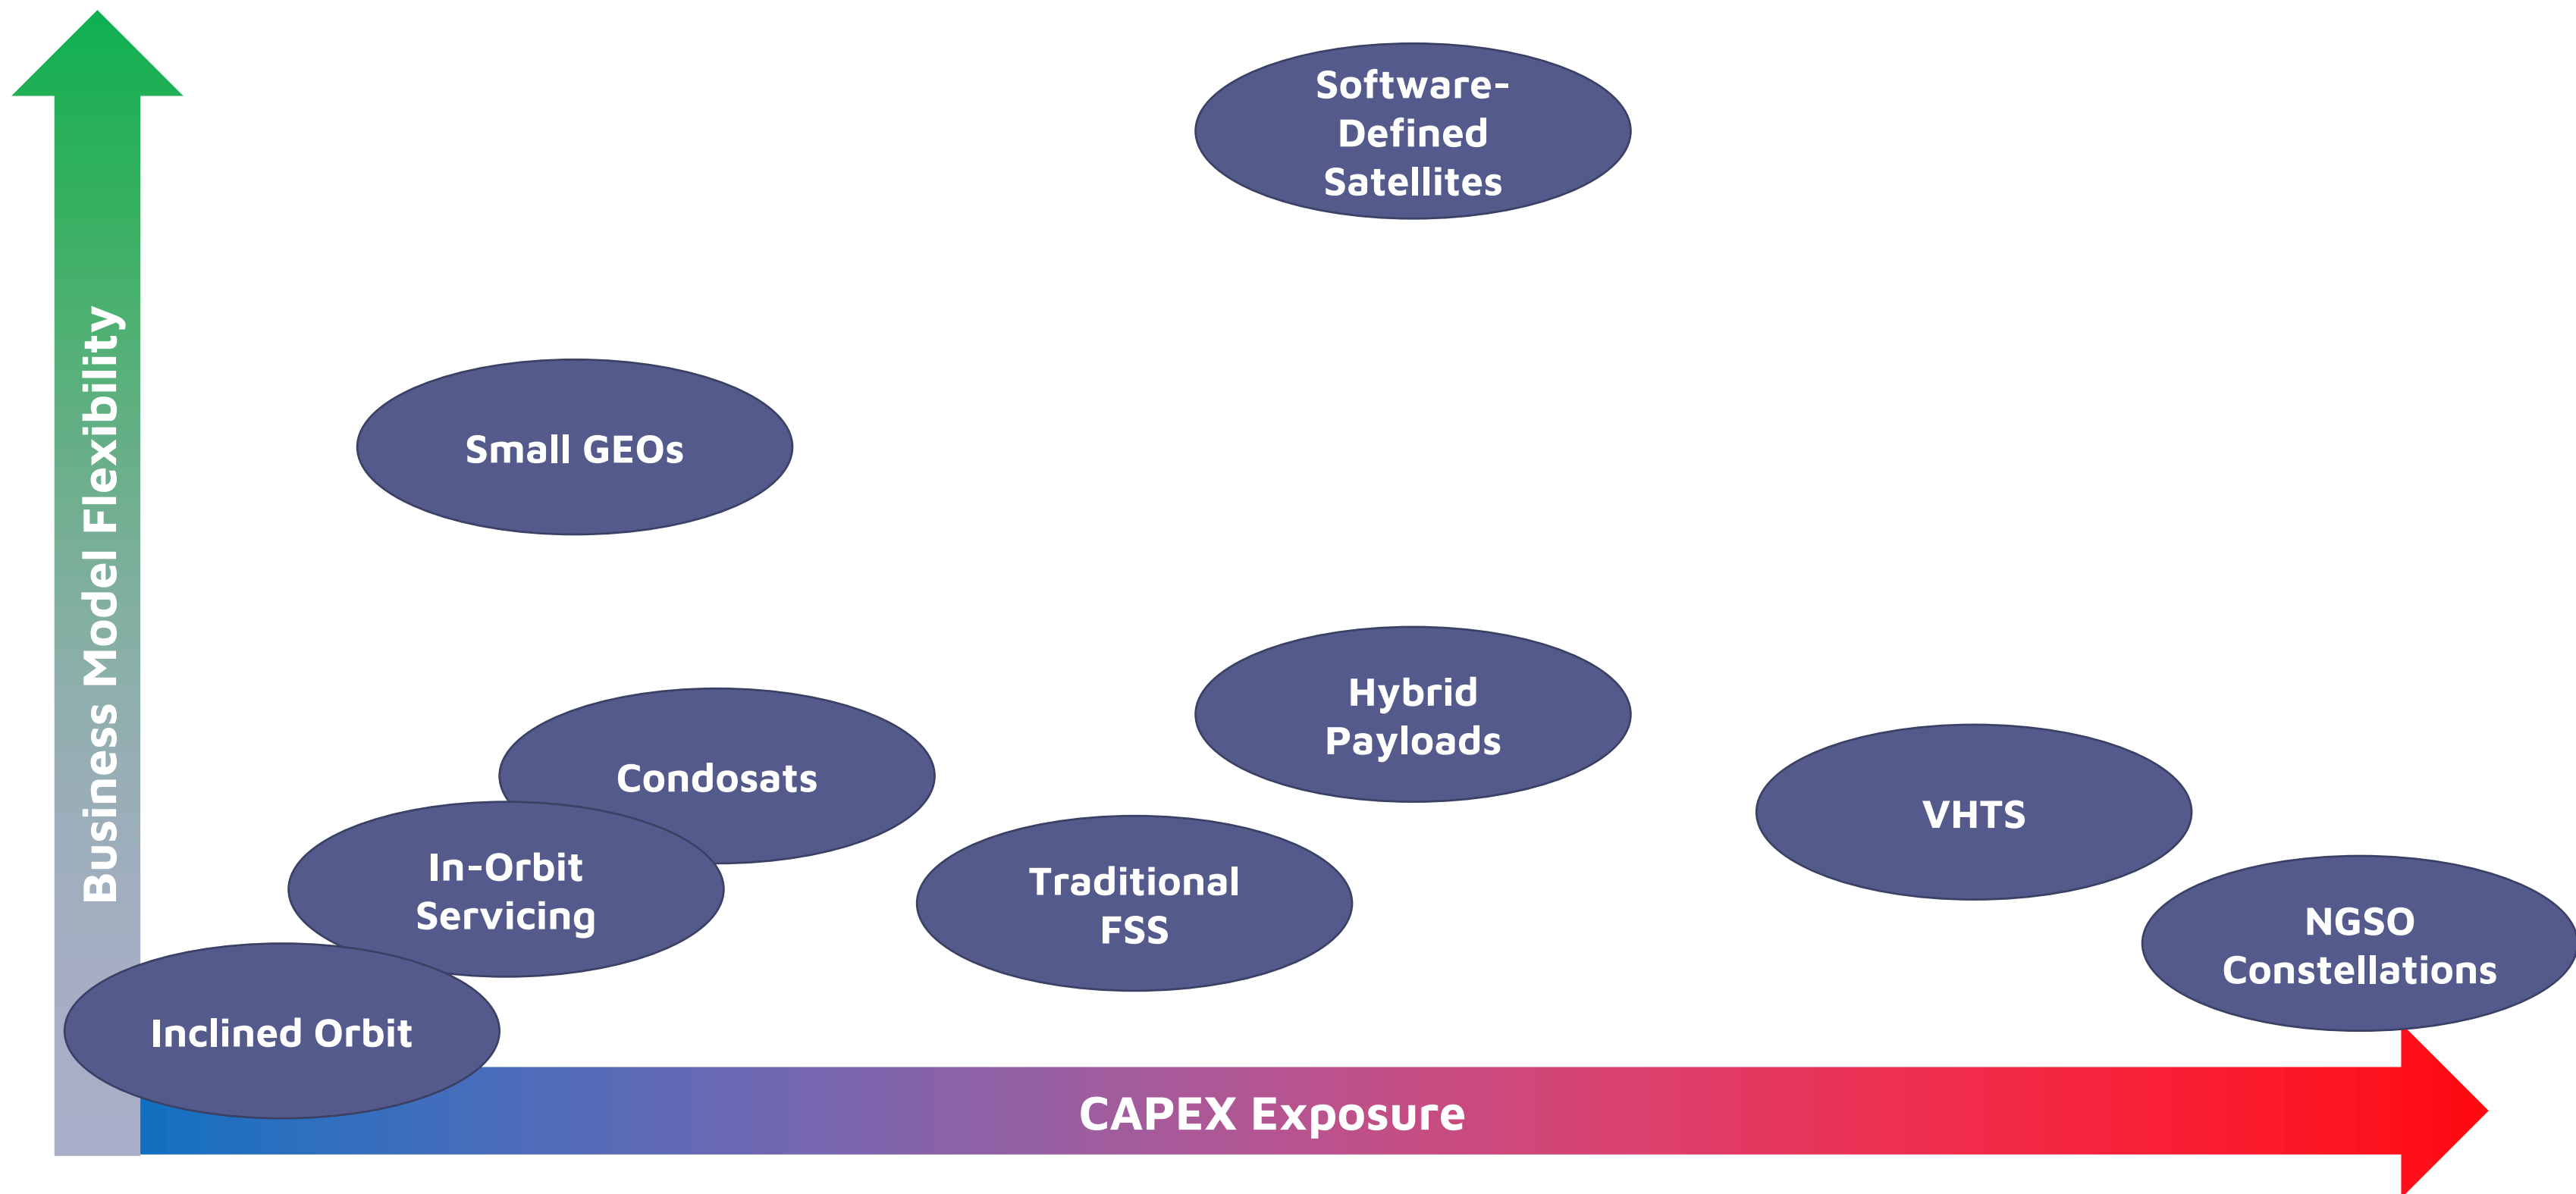 Software-
Defined
Satellites
Business Model Flexibility
Small GEOs
Hybrid
Payloads
Condosats
VHTS
In-Orbit
Servicing
Traditional
FSS
NGSO
Constellations
Inclined Orbit
CAPEX Exposure